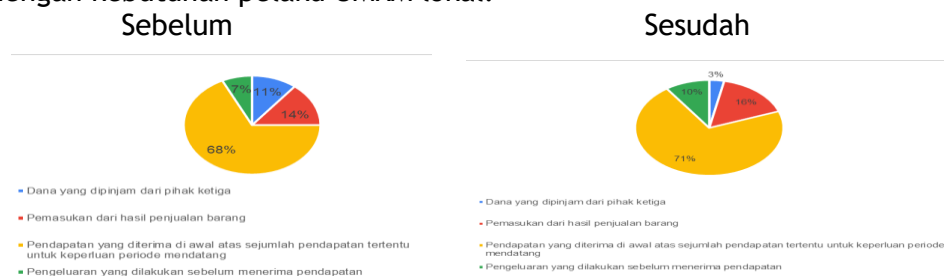 dengan kebutuhan pelaku UMKM lokal.
Sebelum
11%
14%
68%
7%
Dana yang dipinjam dari pihak ketiga
Pemasukan dari hasil penjualan barang
Pendapatan yang diterima di awal atas sejumlah pendapatan tertentu
untuk keperluan periode mendatang
Pengeluaran yang dilakukan sebelum menerima pendapatan
Sesudah
3%
16%
71%
10%
Dana yang dipinjam dari pihak ketiga
Pemasukan dari hasil penjualan barang
Pendapatan yang diterima di awal atas sejumlah pendapatan tertentu untuk keperluan periode
mendatang
Pengeluaran yang dilakukan sebelum menerima pendapatan